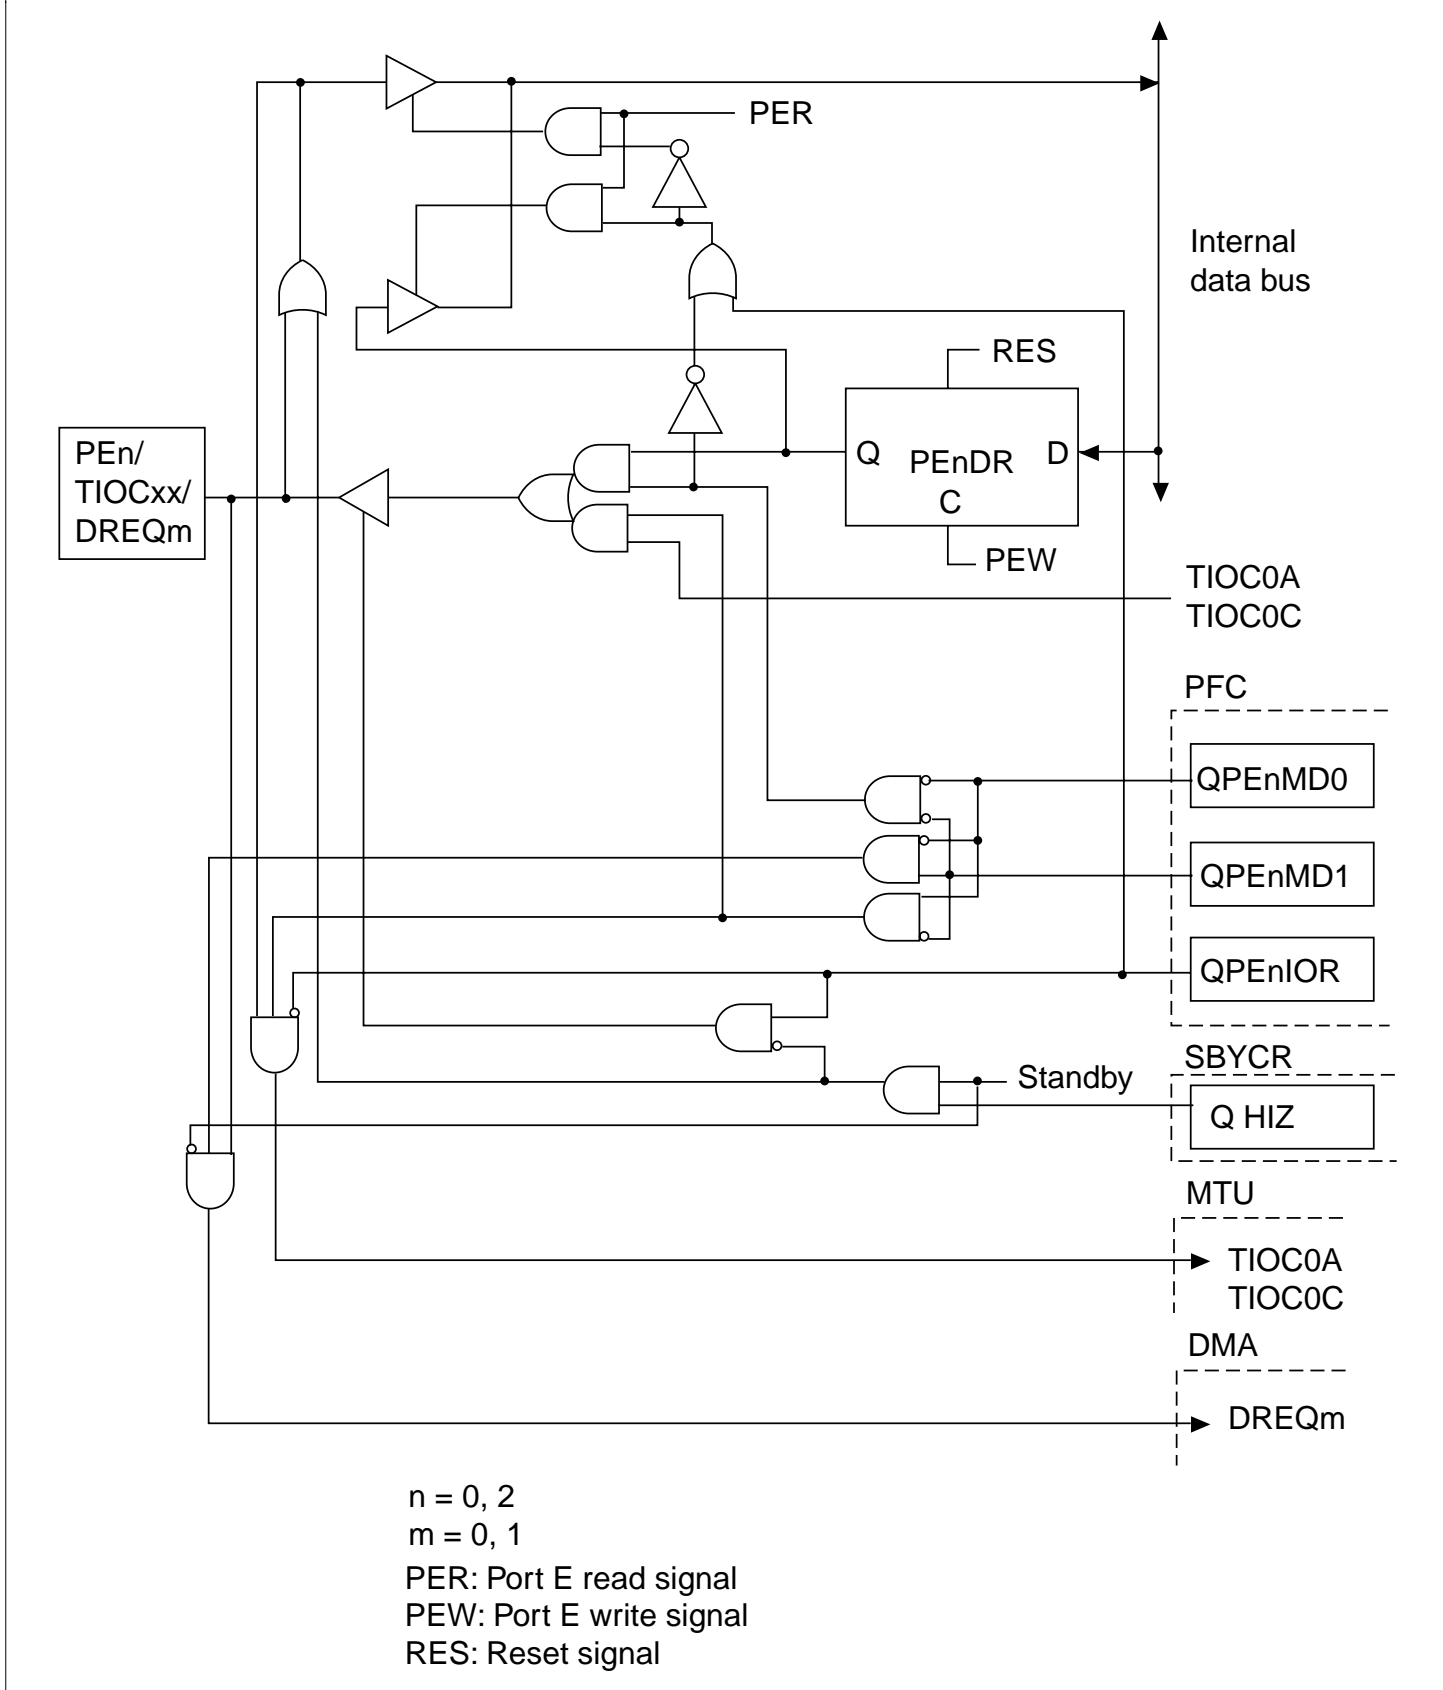 PER
Internal
data bus
RES
PEn/
TIOCxx/
DREQm
Q
PEnDR
D
C
PEW
TIOC0A
TIOC0C
PFC
QPEnMD0
QPEnMD1
QPEnIOR
SBYCR
Standby
Q HIZ
MTU
TIOC0A
TIOC0C
DMA
DREQm
n = 0, 2
m = 0, 1
PER: Port E read signal
PEW: Port E write signal
RES: Reset signal